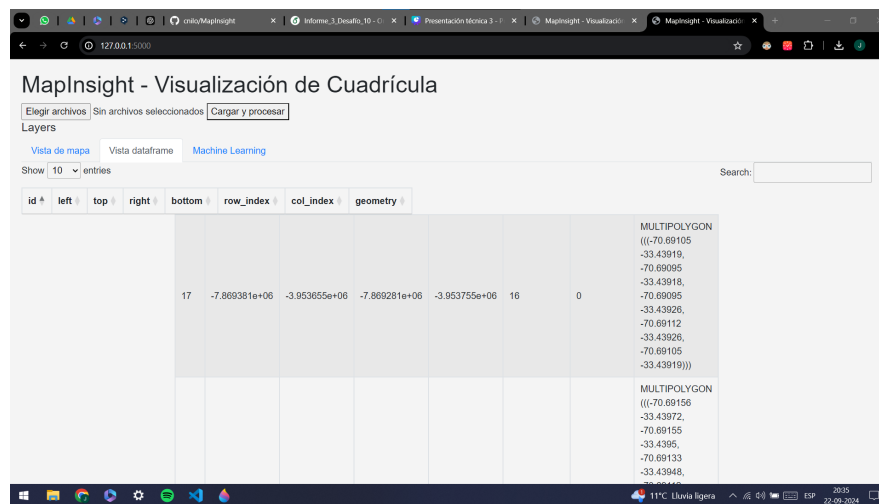 cnilo/MapInsight
Informe_3_Desafío_10 - G
Presentación técnica 3 - P
MapInsight - Visualización
MapInsight - Visualización
127.0.0.1:5000
MapInsight - Visualización de Cuadrícula
Elegir archivos Sin archivos seleccionados Cargar y procesar
Layers
Vista de mapa Vista dataframe Machine Learning
Show 10 entries
Search:
id left top right bottom row_index col_index geometry
17 -7.869381e+06 -3.953655e+06 -7.869281e+06 -3.953755e+06 16 0
MULTIPOLYGON
(((-70.69105
-33.43919,
-70.69095
-33.43918,
-70.69095
-33.43926,
-70.69112
-33.43926,
-70.69105
-33.43919)))
MULTIPOLYGON
(((-70.69156
-33.43972,
-70.69155
-33.4395,
-70.69133
-33.43948,
11°C Lluvia ligera ESP 20:35
22-09-2024